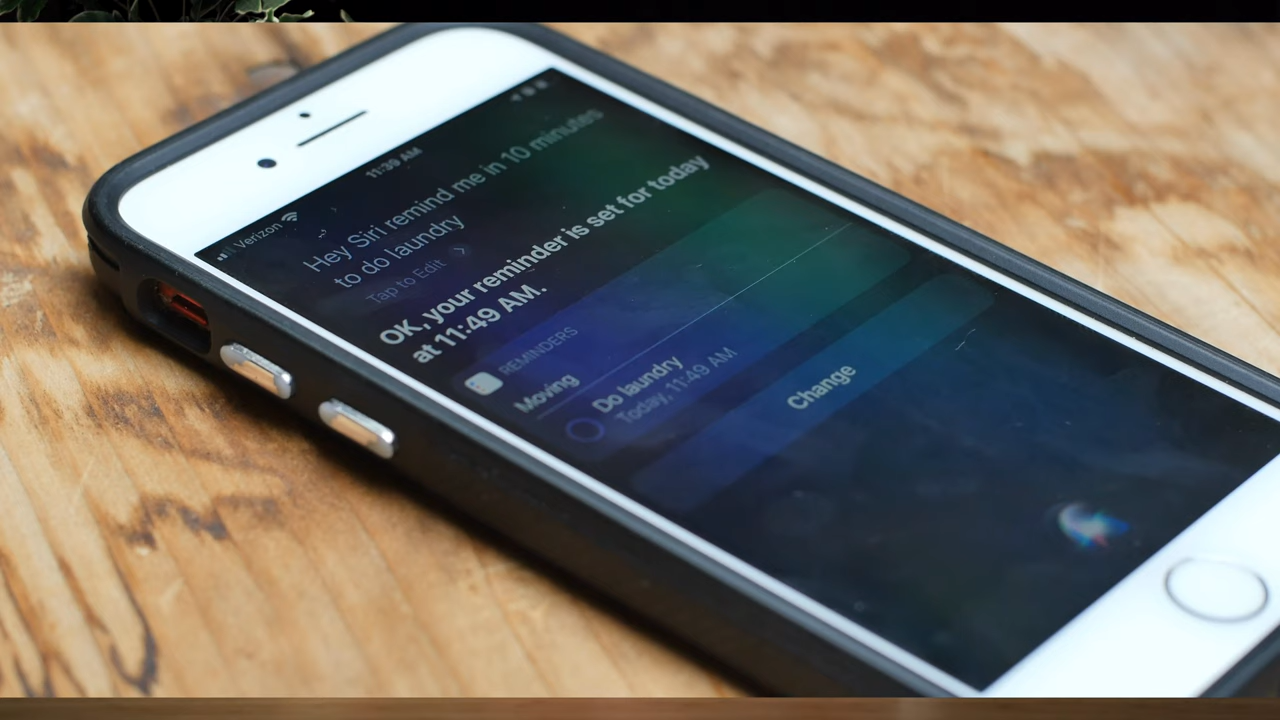 Verizon
11:39 AM
Hey Siri remind me in 10 minutes
to do laundry
Tap to Edit
OK, your reminder is set for today
at 11:49 AM.
REMINDERS
Moving
Do laundry
Today, 11:49 AM
Change